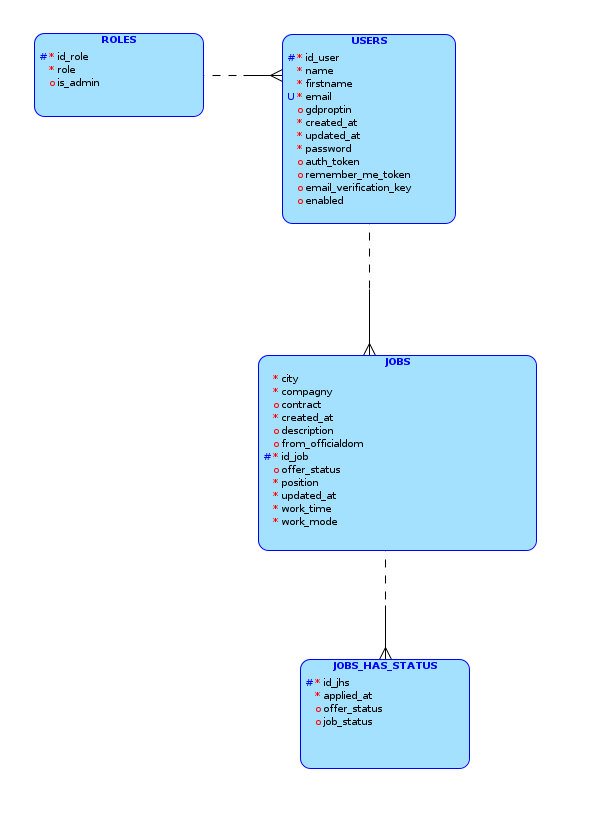 ROLES
#* id_role
* role
o is_admin
USERS
#* id_user
* name
* firstname
U* email
o gdproptin
* created_at
* updated_at
* password
o auth_token
o remember_me_token
o email_verification_key
o enabled
JOBS
* city
* compagny
o contract
* created_at
o description
o from_officialdom
#* id_job
o offer_status
* position
* updated_at
* work_time
* work_mode
JOBS_HAS_STATUS
#* id_jhs
* applied_at
o offer_status
o job_status